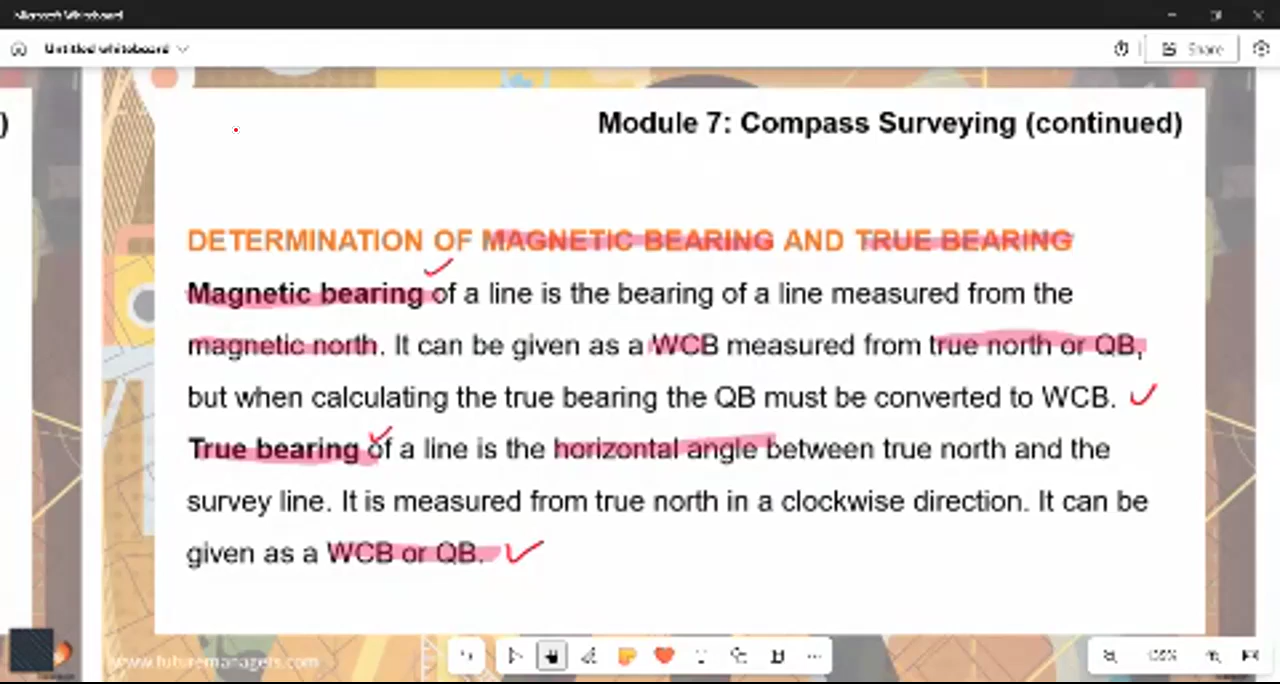 Microsoft Whiteboard
Untitled whiteboard
Share
)
Module 7: Compass Surveying (continued)
DETERMINATION OF MAGNETIC BEARING AND TRUE BEARING
Magnetic bearing of a line is the bearing of a line measured from the
magnetic north. It can be given as a WCB measured from true north or QB,
but when calculating the true bearing the QB must be converted to WCB.
True bearing of a line is the horizontal angle between true north and the
survey line. It is measured from true north in a clockwise direction. It can be
given as a WCB or QB.
www.futuremanagers.com